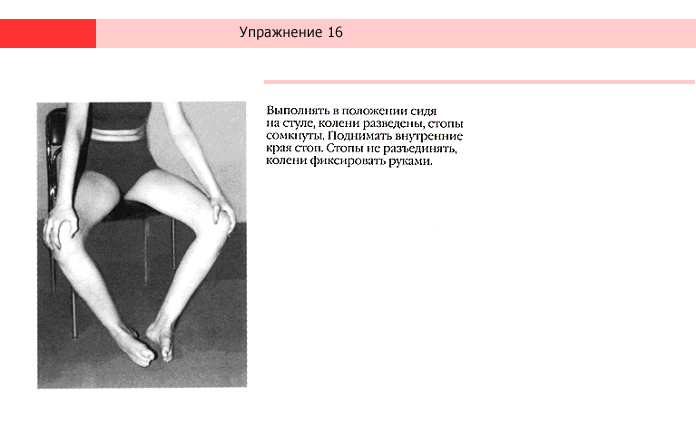 Упражнение 16
Выполнять в положении сидя
на стуле, колени разведены, стопы
сомкнуты. Поднимать внутренние
края стоп. Стопы не разъединять,
колени фиксировать руками.